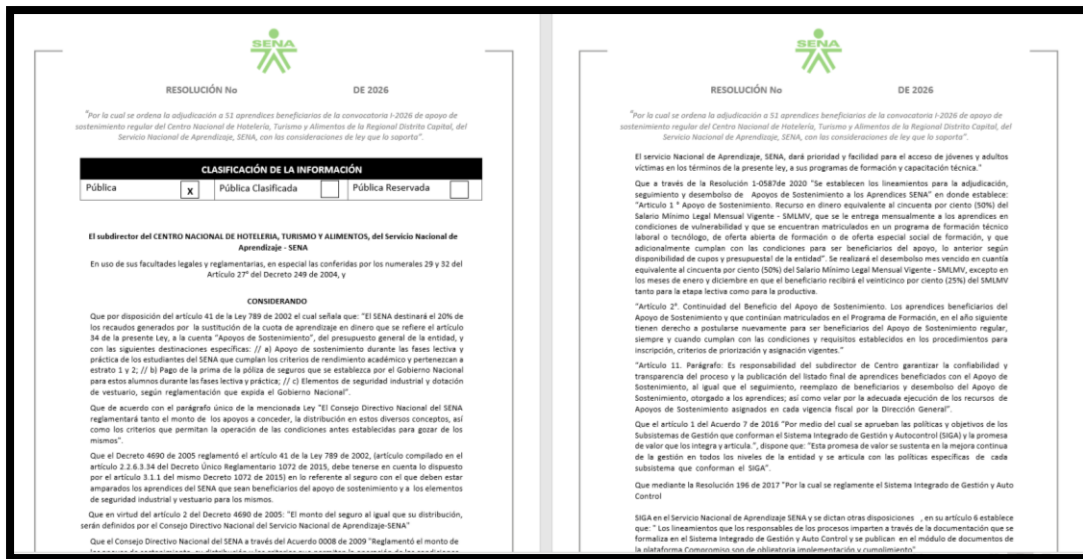 SENA
RESOLUCIÓN No DE 2026
"Por la cual se ordena la adjudicación a 51 aprendices beneficiarios de la convocatoria I-2026 de apoyo de
sostenimiento regular del Centro Nacional de Hotelería, Turismo y Alimentos de la Regional Distrito Capital, del
Servicio Nacional de Aprendizaje, SENA, con las consideraciones de ley que lo soporta".
CLASIFICACIÓN DE LA INFORMACIÓN
Pública X Pública Clasificada Pública Reservada
El subdirector del CENTRO NACIONAL DE HOTELERIA, TURISMO Y ALIMENTOS, del Servicio Nacional de
Aprendizaje - SENA
En uso de sus facultades legales y reglamentarias, en especial las conferidas por los numerales 29 y 32 del
Artículo 27° del Decreto 249 de 2004, y
CONSIDERANDO
Que por disposición del artículo 41 de la Ley 789 de 2002 el cual señala que: "El SENA destinará el 20% de
los recaudos generados por la sustitución de la cuota de aprendizaje en dinero que se refiere el artículo
34 de la presente Ley, a la cuenta "Apoyos de Sostenimiento", del presupuesto general de la entidad, y
con las siguientes destinaciones específicas: // a) Apoyo de sostenimiento durante las fases lectiva y
práctica de los estudiantes del SENA que cumplan los criterios de rendimiento académico y pertenezcan a
estrato 1 y 2; // b) Pago de la prima de la póliza de seguros que se establezca por el Gobierno Nacional
para estos alumnos durante las fases lectiva y práctica; // c) Elementos de seguridad industrial y dotación
de vestuario, según reglamentación que expida el Gobierno Nacional".
Que de acuerdo con el parágrafo único de la mencionada Ley "El Consejo Directivo Nacional del SENA
reglamentará tanto el monto de los apoyos a conceder, la distribución en estos diversos conceptos, así
como los criterios que permitan la operación de las condiciones antes establecidas para gozar de los
mismos".
Que el Decreto 4690 de 2005 reglamentó el artículo 41 de la Ley 789 de 2002, (artículo compilado en el
artículo 2.2.6.3.34 del Decreto Único Reglamentario 1072 de 2015, debe tenerse en cuenta lo dispuesto
por el artículo 3.1.1 del mismo Decreto 1072 de 2015) en lo referente al seguro con el que deben estar
amparados los aprendices del SENA que sean beneficiarios del apoyo de sostenimiento y a los elementos
de seguridad industrial y vestuario para los mismos.
Que en virtud del artículo 2 del Decreto 4690 de 2005: "El monto del seguro al igual que su distribución,
serán definidos por el Consejo Directivo Nacional del Servicio Nacional de Aprendizaje-SENA"
Que el Consejo Directivo Nacional del SENA a través del Acuerdo 0008 de 2009 "Reglamentó el monto de
los apoyos de sostenimiento, su distribución y los criterios que permitan la operación de las condiciones
SENA
RESOLUCIÓN No DE 2026
"Por la cual se ordena la adjudicación a 51 aprendices beneficiarios de la convocatoria I-2026 de apoyo de
sostenimiento regular del Centro Nacional de Hotelería, Turismo y Alimentos de la Regional Distrito Capital, del
Servicio Nacional de Aprendizaje, SENA, con las consideraciones de ley que lo soporta".
El servicio Nacional de Aprendizaje, SENA, dará prioridad y facilidad para el acceso de jóvenes y adultos
víctimas en los términos de la presente ley, a sus programas de formación y capacitación técnica."
Que a través de la Resolución 1-0587de 2020 "Se establecen los lineamientos para la adjudicación,
seguimiento y desembolso de Apoyos de Sostenimiento a los Aprendices SENA" en donde establece:
"Articulo 1 ° Apoyo de Sostenimiento. Recurso en dinero equivalente al cincuenta por ciento (50%) del
Salario Mínimo Legal Mensual Vigente - SMLMV, que se le entrega mensualmente a los aprendices en
condiciones de vulnerabilidad y que se encuentran matriculados en un programa de formación técnico
laboral o tecnólogo, de oferta abierta de formación o de oferta especial social de formación, y que
adicionalmente cumplan con las condiciones para ser beneficiarios del apoyo, lo anterior según
disponibilidad de cupos y presupuestal de la entidad". Se realizará el desembolso mes vencido en cuantía
equivalente al cincuenta por ciento (50%) del Salario Mínimo Legal Mensual Vigente - SMLMV, excepto en
los meses de enero y diciembre en que el beneficiario recibirá el veinticinco por ciento (25%) del SMLMV
tanto para la etapa lectiva como para la productiva.
"Artículo 2°. Continuidad del Beneficio del Apoyo de Sostenimiento. Los aprendices beneficiarios del
Apoyo de Sostenimiento y que continúan matriculados en el Programa de Formación, en el año siguiente
tienen derecho a postularse nuevamente para ser beneficiarios del Apoyo de Sostenimiento regular,
siempre y cuando cumplan con las condiciones y requisitos establecidos en los procedimientos para
inscripción, criterios de priorización y asignación vigentes."
"Artículo 11. Parágrafo: Es responsabilidad del subdirector de Centro garantizar la confiabilidad y
transparencia del proceso y la publicación del listado final de aprendices beneficiados con el Apoyo de
Sostenimiento, al igual que el seguimiento, reemplazo de beneficiarios y desembolso del Apoyo de
Sostenimiento, otorgado a los aprendices; así como velar por la adecuada ejecución de los recursos de
Apoyos de Sostenimiento asignados en cada vigencia fiscal por la Dirección General".
Que el artículo 1 del Acuerdo 7 de 2016 "Por medio del cual se aprueban las políticas y objetivos de los
Subsistemas de Gestión que conforman el Sistema Integrado de Gestión y Autocontrol (SIGA) y la promesa
de valor que los integra y articula.", dispone que: "Esta promesa de valor se sustenta en la mejora continua
de la gestión en todos los niveles de la entidad y se articula con las políticas específicas de cada
subsistema que conforman el SIGA".
Que mediante la Resolución 196 de 2017 "Por la cual se reglamente el Sistema Integrado de Gestión y Auto
Control
SIGA en el Servicio Nacional de Aprendizaje SENA y se dictan otras disposiciones , en su artículo 6 establece
que: " Los lineamientos que los responsables de los procesos imparten a través de la documentación que se
formaliza en el Sistema Integrado de Gestión y Auto Control y se publican en el módulo de documentos de
la plataforma Compromiso son de obligatoria implementación y cumplimiento"